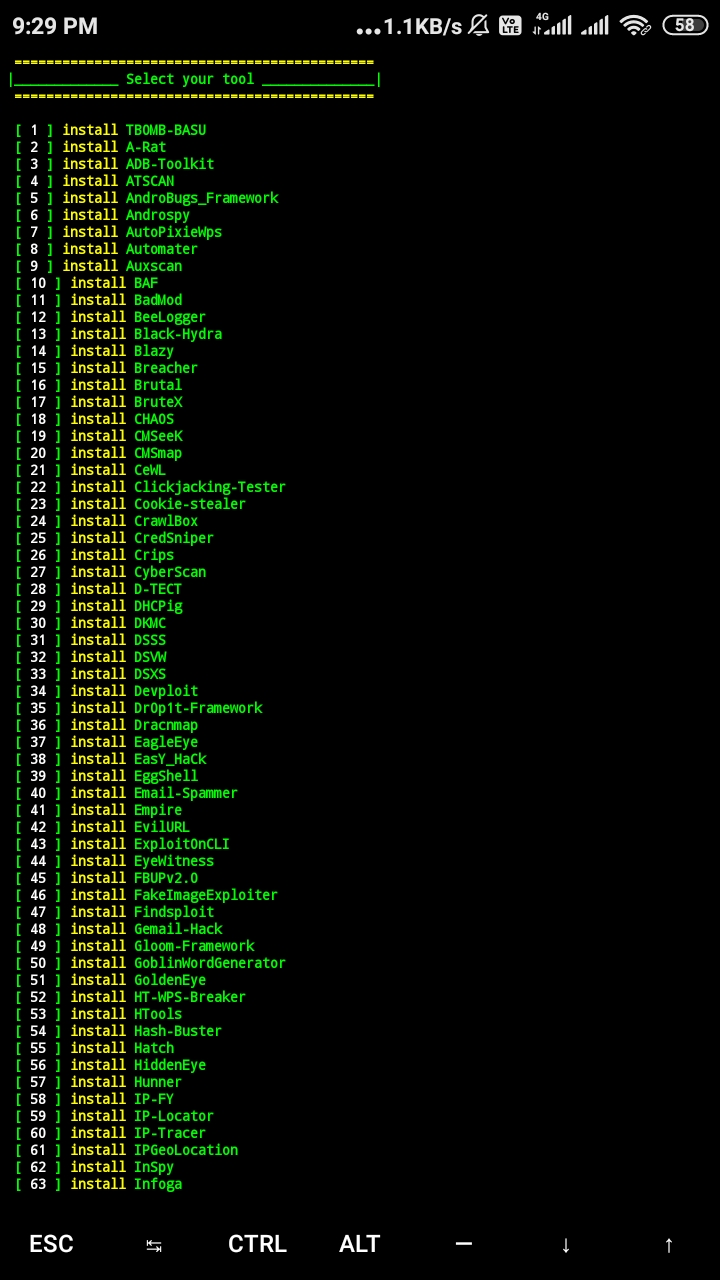 9:29 PM ...1.1KB/s Vo LTE 4G 58
=============================================
|_____________ Select your tool ______________|
=============================================
[ 1 ] install TBOMB-BASU
[ 2 ] install A-Rat
[ 3 ] install ADB-Toolkit
[ 4 ] install ATSCAN
[ 5 ] install AndroBugs_Framework
[ 6 ] install Androspy
[ 7 ] install AutoPixieWps
[ 8 ] install Automater
[ 9 ] install Auxscan
[ 10 ] install BAF
[ 11 ] install BadMod
[ 12 ] install BeeLogger
[ 13 ] install Black-Hydra
[ 14 ] install Blazy
[ 15 ] install Breacher
[ 16 ] install Brutal
[ 17 ] install BruteX
[ 18 ] install CHAOS
[ 19 ] install CMSeeK
[ 20 ] install CMSmap
[ 21 ] install CeWL
[ 22 ] install Clickjacking-Tester
[ 23 ] install Cookie-stealer
[ 24 ] install CrawlBox
[ 25 ] install CredSniper
[ 26 ] install Crips
[ 27 ] install CyberScan
[ 28 ] install D-TECT
[ 29 ] install DHCPig
[ 30 ] install DKMC
[ 31 ] install DSSS
[ 32 ] install DSVW
[ 33 ] install DSXS
[ 34 ] install Devploit
[ 35 ] install Dr0p1t-Framework
[ 36 ] install Dracnmap
[ 37 ] install EagleEye
[ 38 ] install EasY_HaCk
[ 39 ] install EggShell
[ 40 ] install Email-Spammer
[ 41 ] install Empire
[ 42 ] install EvilURL
[ 43 ] install ExploitOnCLI
[ 44 ] install EyeWitness
[ 45 ] install FBUPv2.0
[ 46 ] install FakeImageExploiter
[ 47 ] install Findsploit
[ 48 ] install Gemail-Hack
[ 49 ] install Gloom-Framework
[ 50 ] install GoblinWordGenerator
[ 51 ] install GoldenEye
[ 52 ] install HT-WPS-Breaker
[ 53 ] install HTools
[ 54 ] install Hash-Buster
[ 55 ] install Hatch
[ 56 ] install HiddenEye
[ 57 ] install Hunner
[ 58 ] install IP-FY
[ 59 ] install IP-Locator
[ 60 ] install IP-Tracer
[ 61 ] install IPGeoLocation
[ 62 ] install InSpy
[ 63 ] install Infoga
ESC ↹ CTRL ALT — ↓ ↑